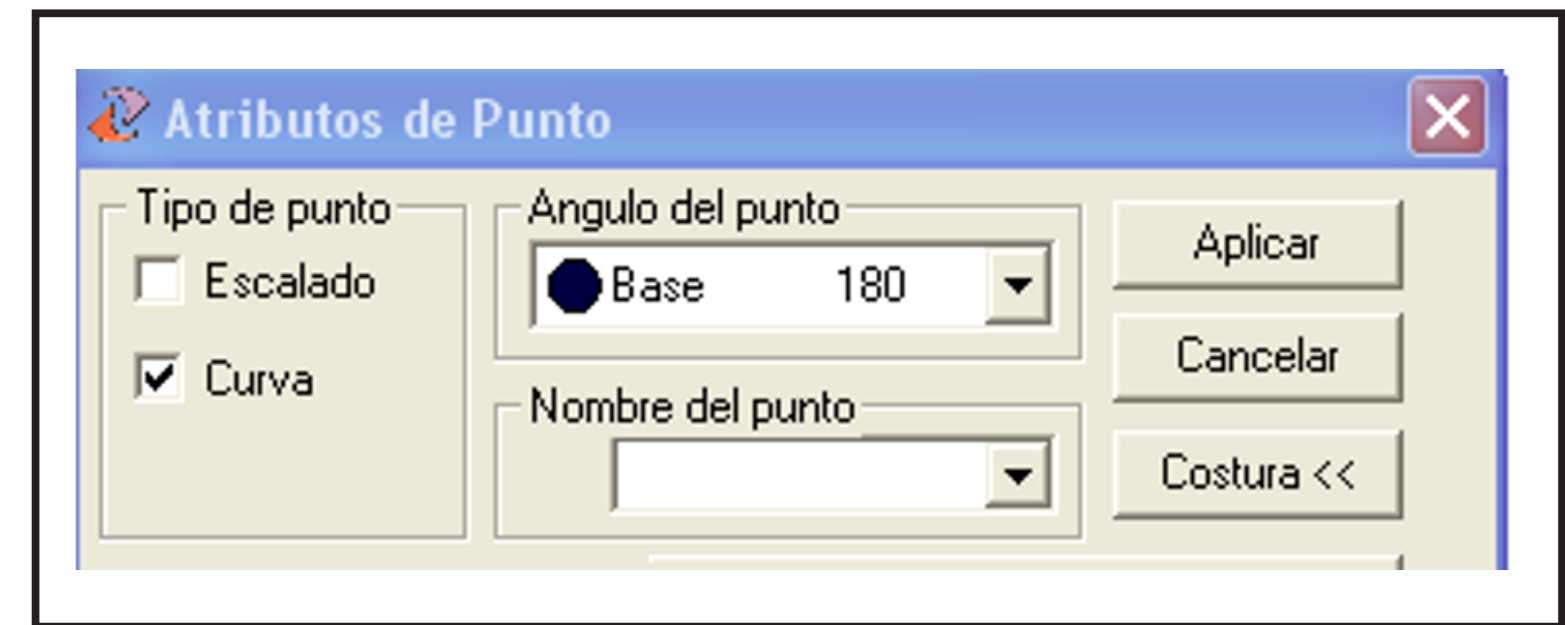 Atributos de Punto
Tipo de punto
Escalado
Curva
Angulo del punto
Base 180
Nombre del punto
Aplicar
Cancelar
Costura <<